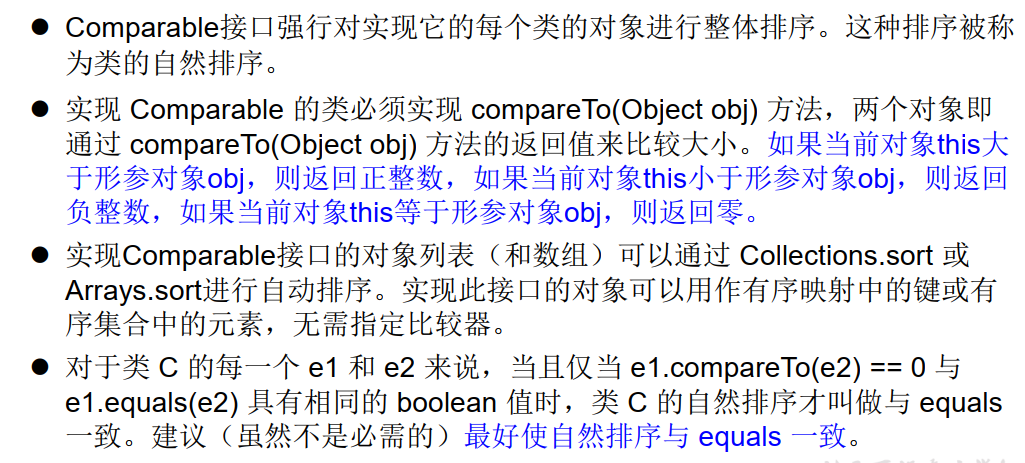 ● Comparable接口强行对实现它的每个类的对象进行整体排序。这种排序被称
为类的自然排序。
● 实现 Comparable 的类必须实现 compareTo(Object obj) 方法，两个对象即
通过 compareTo(Object obj) 方法的返回值来比较大小。如果当前对象this大
于形参对象obj，则返回正整数，如果当前对象this小于形参对象obj，则返回
负整数，如果当前对象this等于形参对象obj，则返回零。
● 实现Comparable接口的对象列表（和数组）可以通过 Collections.sort 或
Arrays.sort进行自动排序。实现此接口的对象可以用作有序映射中的键或有
序集合中的元素，无需指定比较器。
● 对于类 C 的每一个 e1 和 e2 来说，当且仅当 e1.compareTo(e2) == 0 与
e1.equals(e2) 具有相同的 boolean 值时，类 C 的自然排序才叫做与 equals
一致。建议（虽然不是必需的）最好使自然排序与 equals 一致。